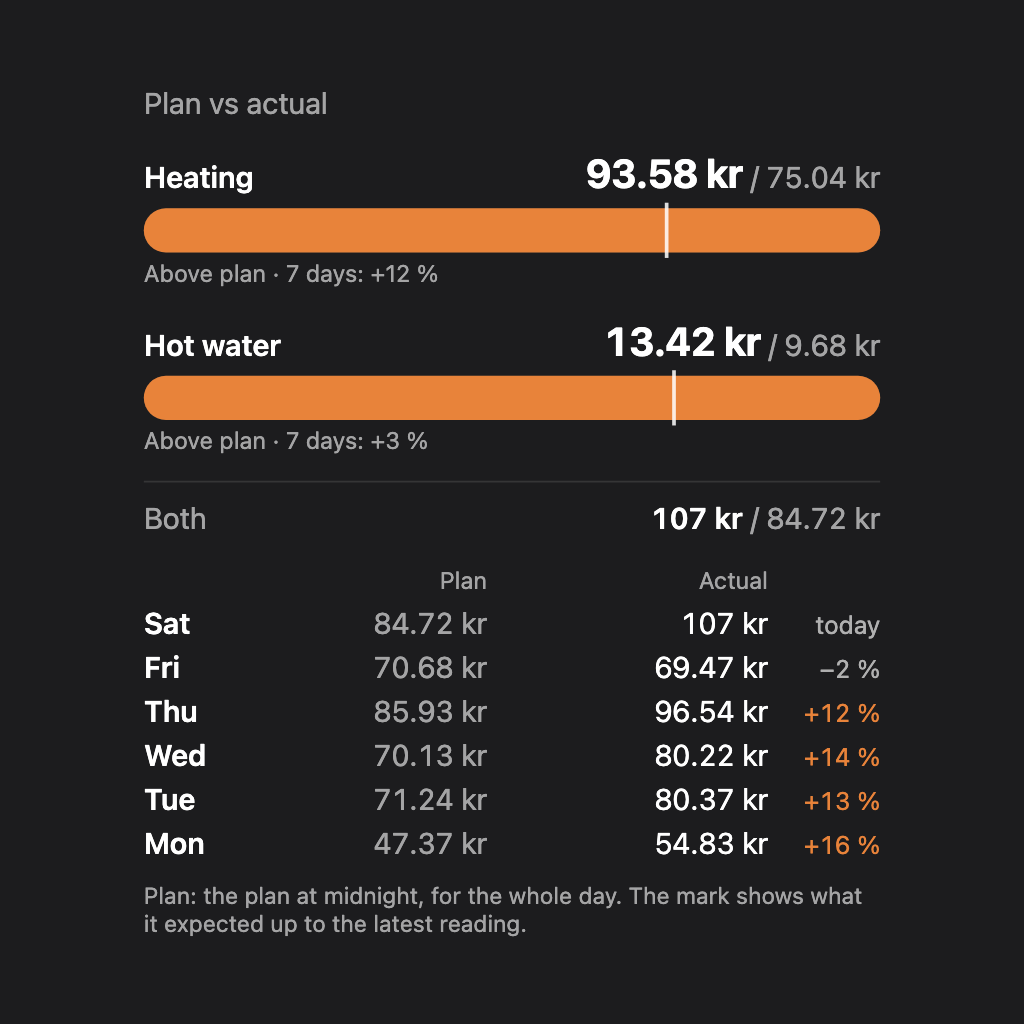 Plan vs actual
Heating 93.58 kr / 75.04 kr
Above plan · 7 days: +12 %
Hot water 13.42 kr / 9.68 kr
Above plan · 7 days: +3 %
Both 107 kr / 84.72 kr
Plan Actual
Sat 84.72 kr 107 kr today
Fri 70.68 kr 69.47 kr −2 %
Thu 85.93 kr 96.54 kr +12 %
Wed 70.13 kr 80.22 kr +14 %
Tue 71.24 kr 80.37 kr +13 %
Mon 47.37 kr 54.83 kr +16 %
Plan: the plan at midnight, for the whole day. The mark shows what
it expected up to the latest reading.